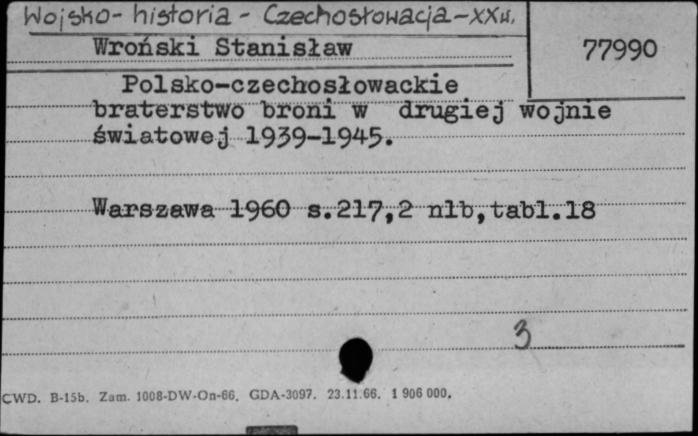 Wojsko - historia - Czechosłowacja - XX w.
Wroński Stanisław
77990
Polsko-czechosłowackie
braterstwo broni w drugiej wojnie
światowej 1939-1945.
Warszawa 1960 s.217,2 nlb,tabl.18
3
CWD. B-15b. Zam. 1008-DW-On-66. GDA-3097. 23.11.66. 1 906 000.